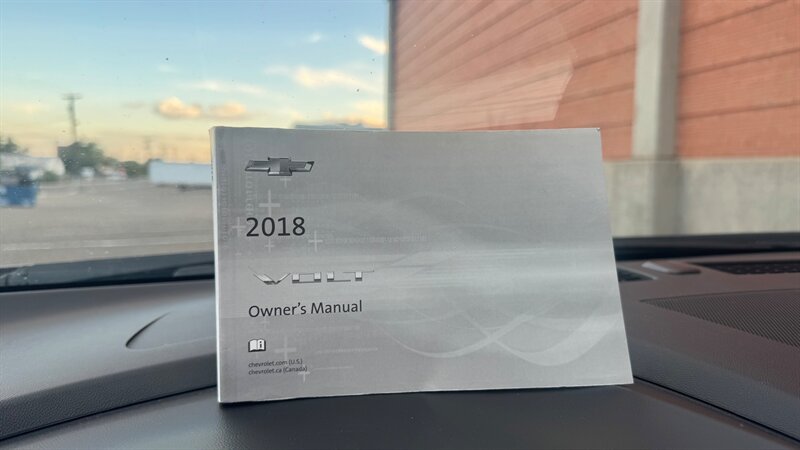 2018
VOLT
Owner's Manual
chevrolet.com (U.S.)
chevrolet.ca (Canada)